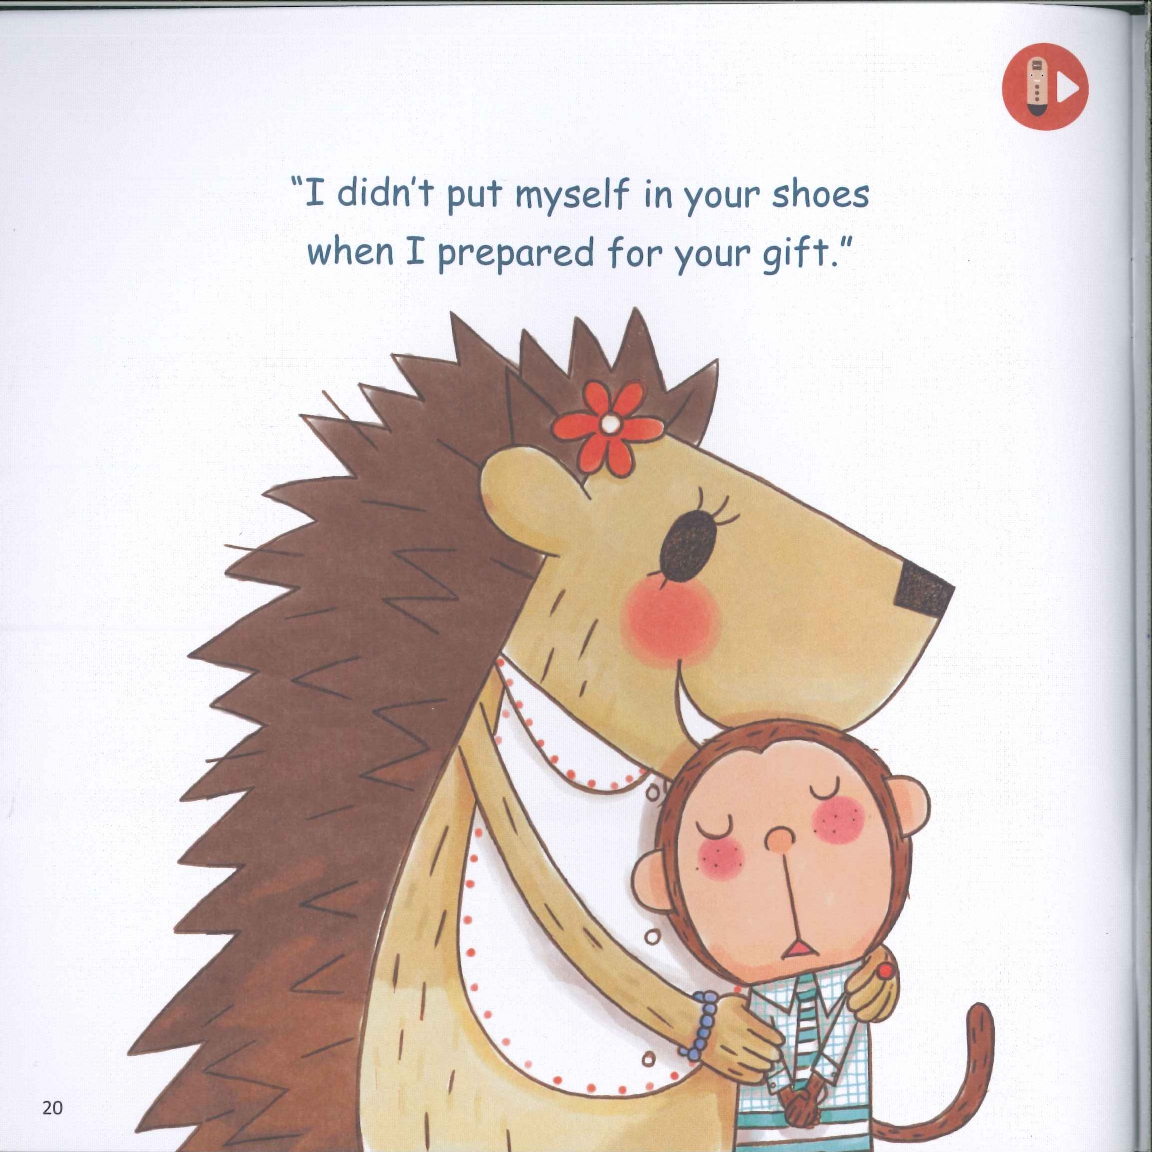 “I didn’t put myself in your shoes
when I prepared for your gift.”
20